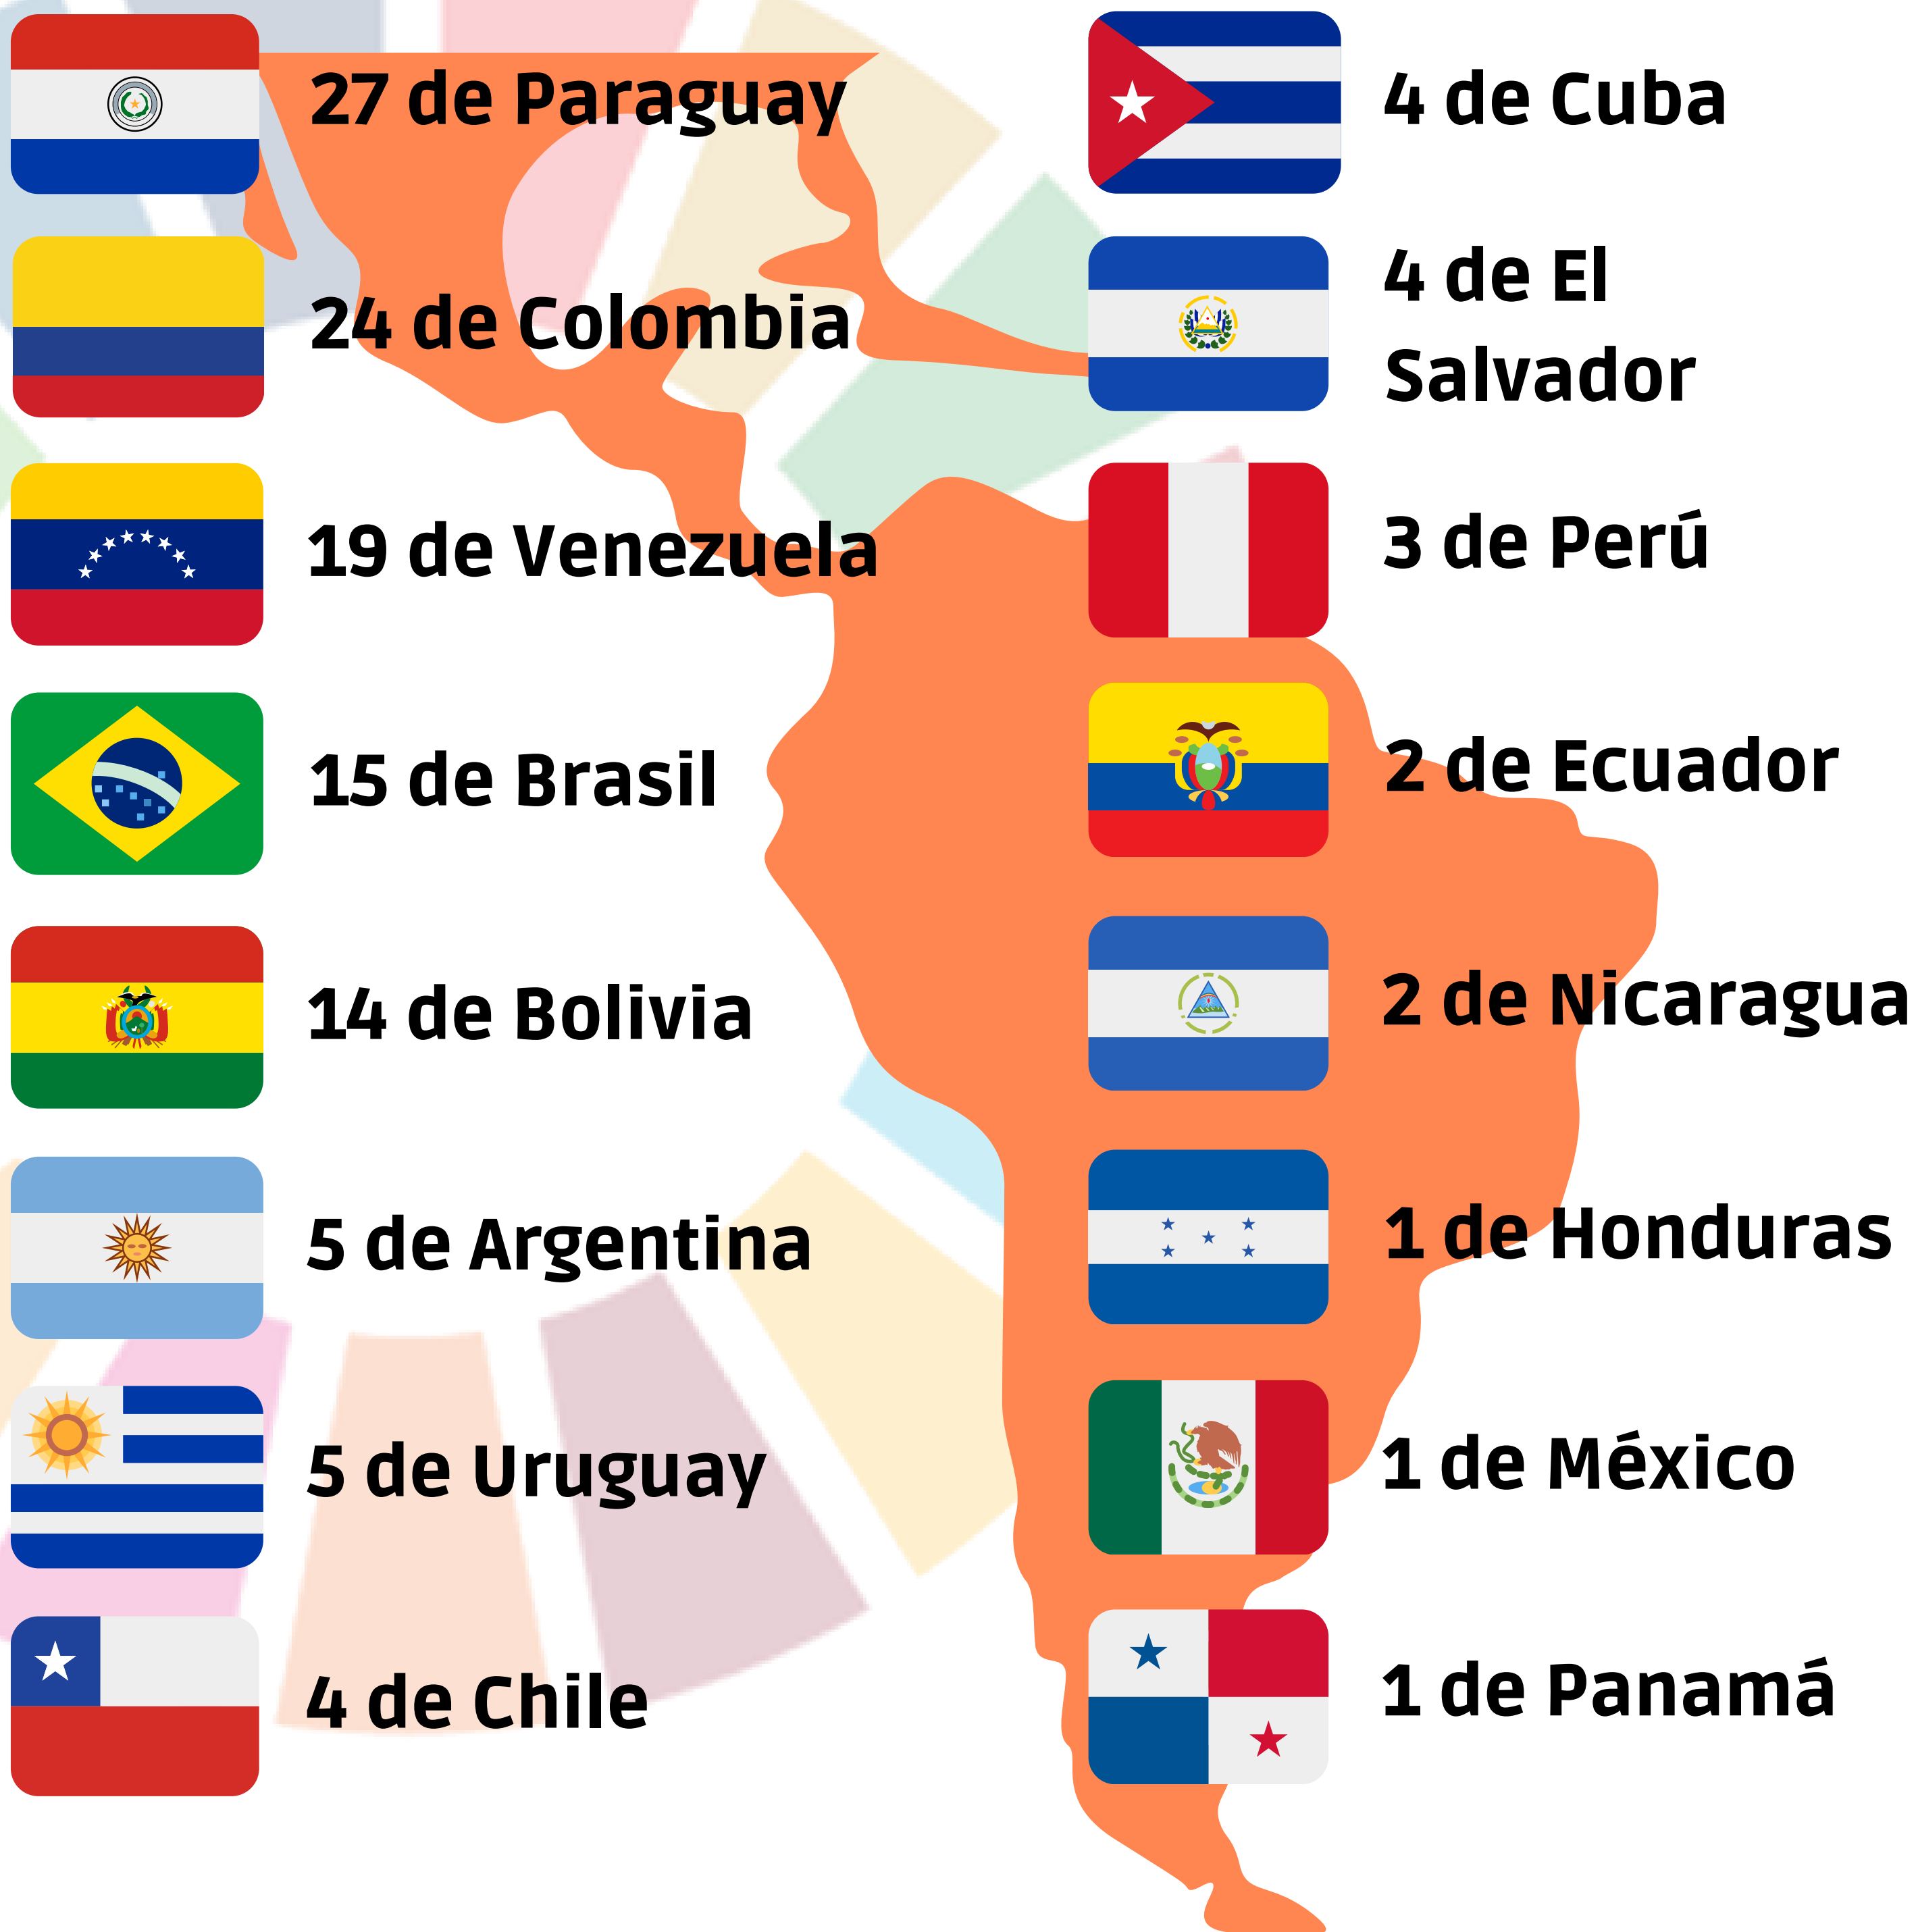 27 de Paraguay
24 de Colombia
19 de Venezuela
15 de Brasil
14 de Bolivia
5 de Argentina
5 de Uruguay
4 de Chile
4 de Cuba
4 de El
Salvador
3 de Perú
2 de Ecuador
2 de Nicaragua
1 de Honduras
1 de México
1 de Panamá